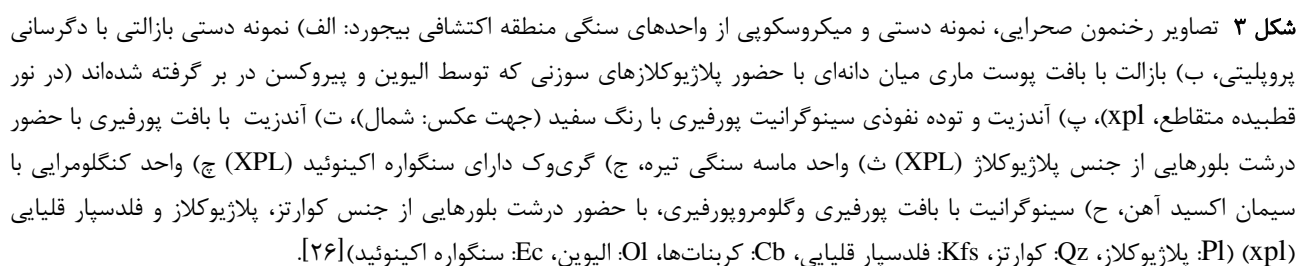 شکل ۳ تصاویر رخنمون صحرایی، نمونه دستی و میکروسکوپی از واحدهای سنگی منطقه اکتشافی بیجورد: الف) نمونه دستی بازالتی با دگرسانی
پروپلیتی، ب) بازالت با بافت پوست ماری میان دانه‌ای با حضور پلاژیوکلازهای سوزنی که توسط الیوین و پیروکسن در بر گرفته شده‌اند (در نور
قطبیده متقاطع، xpl)، پ) آندزیت و توده نفوذی سینوگرانیت پورفیری با رنگ سفید (جهت عکس: شمال)، ت) آندزیت با بافت پورفیری با حضور
درشت بلورهایی از جنس پلاژیوکلاژ (XPL) ث) واحد ماسه سنگی تیره، ج) گری‌وک دارای سنگواره اکینوئید (XPL) چ) واحد کنگلومرایی با
سیمان اکسید آهن، ح) سینوگرانیت با بافت پورفیری وگلومروپورفیری، با حضور درشت بلورهایی از جنس کوارتز، پلاژیوکلاز و فلدسپار قلیایی
(xpl) (Pl: پلاژیوکلاز، Qz: کوارتز، Kfs: فلدسپار قلیایی، Cb: کربنات‌ها، Ol: الیوین، Ec: سنگواره اکینوئید)[۲۶].